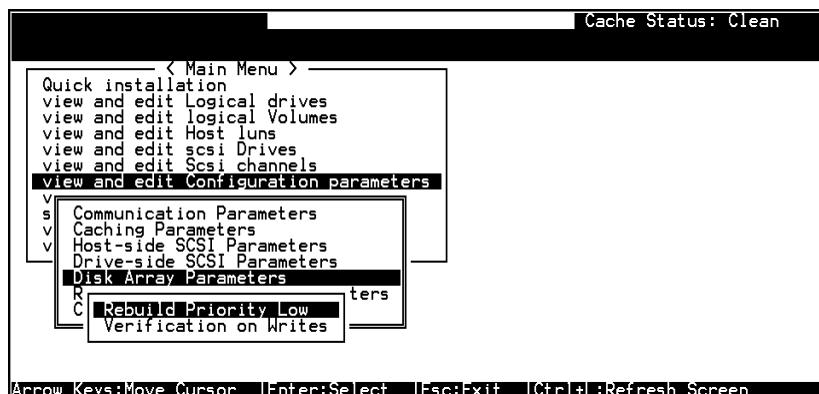 Cache Status: Clean
< Main Menu >
Quick installation
view and edit Logical drives
view and edit logical Volumes
view and edit Host luns
view and edit scsi Drives
view and edit Scsi channels
view and edit Configuration parameters
v
s Communication Parameters
v Caching Parameters
v Host-side SCSI Parameters
Drive-side SCSI Parameters
Disk Array Parameters
R ters
C Rebuild Priority Low
Verification on Writes
Arrow Keys:Move Cursor |Enter:Select |Esc:Exit |Ctrl+L:Refresh Screen